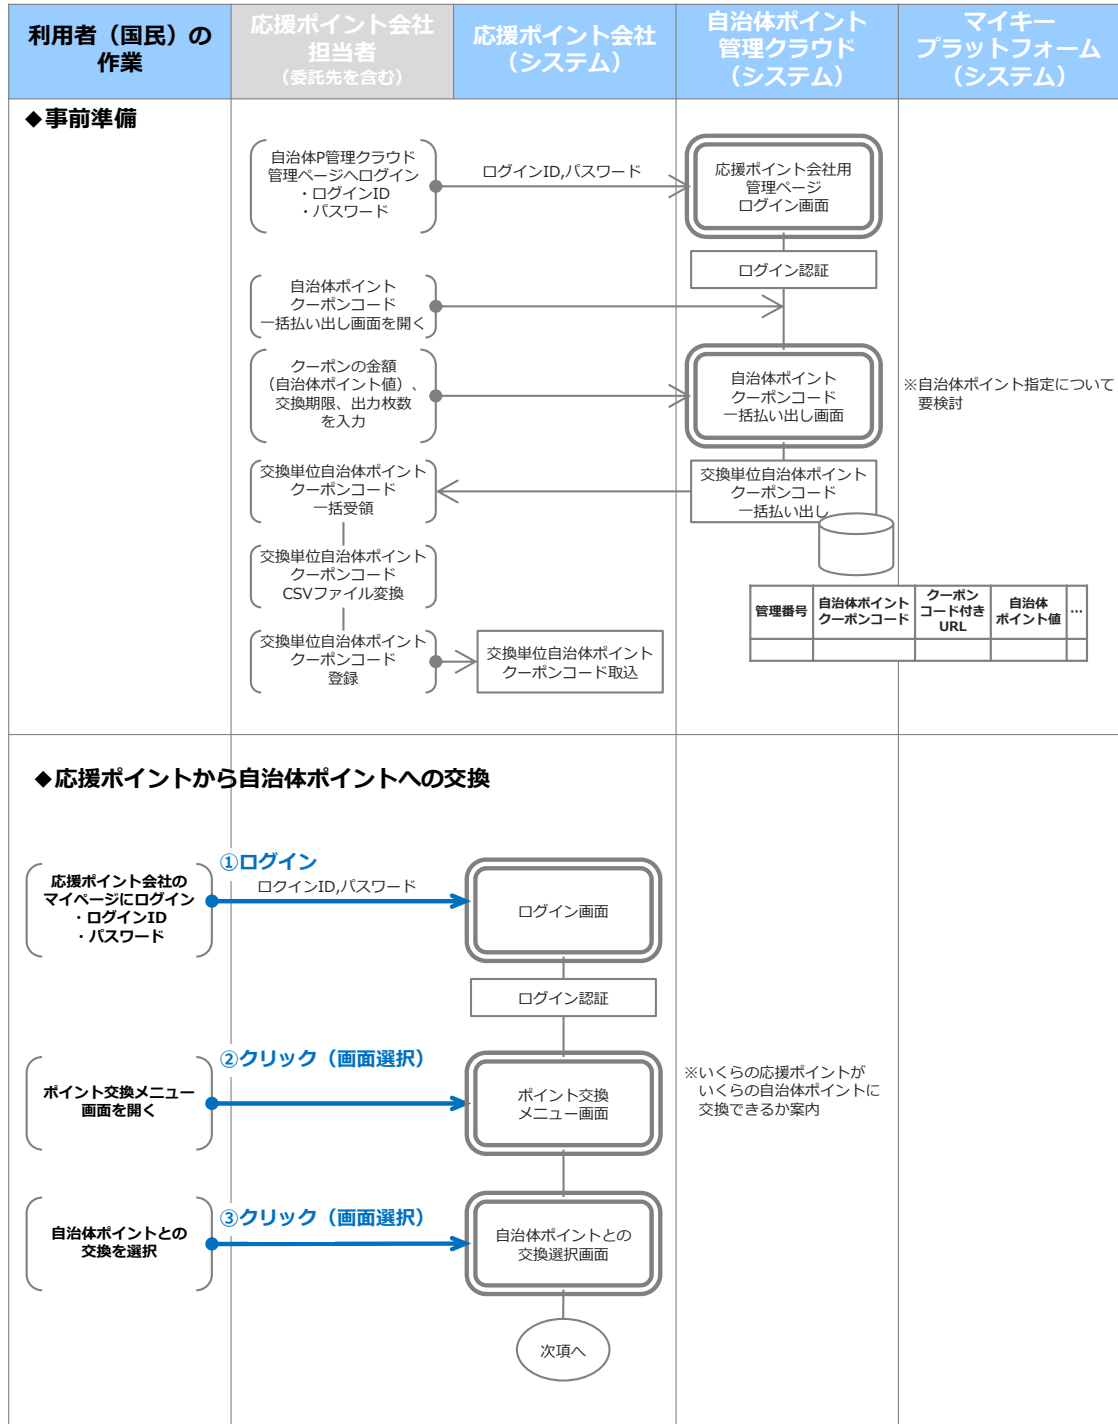 利用者（国民）の
作業
応援ポイント会社
担当者
（委託先を含む）
応援ポイント会社
（システム）
自治体ポイント
管理クラウド
（システム）
マイキー
プラットフォーム
（システム）
◆事前準備
自治体P管理クラウド
管理ページへログイン
・ログインID
・パスワード
ログインID,パスワード
応援ポイント会社用
管理ページ
ログイン画面
ログイン認証
自治体ポイント
クーポンコード
一括払い出し画面を開く
クーポンの金額
（自治体ポイント値）、
交換期限、出力枚数
を入力
自治体ポイント
クーポンコード
一括払い出し画面
※自治体ポイント指定について
要検討
交換単位自治体ポイント
クーポンコード
一括受領
交換単位自治体ポイント
クーポンコード
一括払い出し
交換単位自治体ポイント
クーポンコード
CSVファイル変換
管理番号
自治体ポイント
クーポンコード
クーポン
コード付き
URL
自治体
ポイント値
…
交換単位自治体ポイント
クーポンコード
登録
交換単位自治体ポイント
クーポンコード取込
◆応援ポイントから自治体ポイントへの交換
①ログイン
応援ポイント会社の
マイページにログイン
・ログインID
・パスワード
ログインID,パスワード
ログイン画面
ログイン認証
②クリック（画面選択）
ポイント交換メニュー
画面を開く
ポイント交換
メニュー画面
※いくらの応援ポイントが
いくらの自治体ポイントに
交換できるか案内
③クリック（画面選択）
自治体ポイントとの
交換を選択
自治体ポイントとの
交換選択画面
次項へ